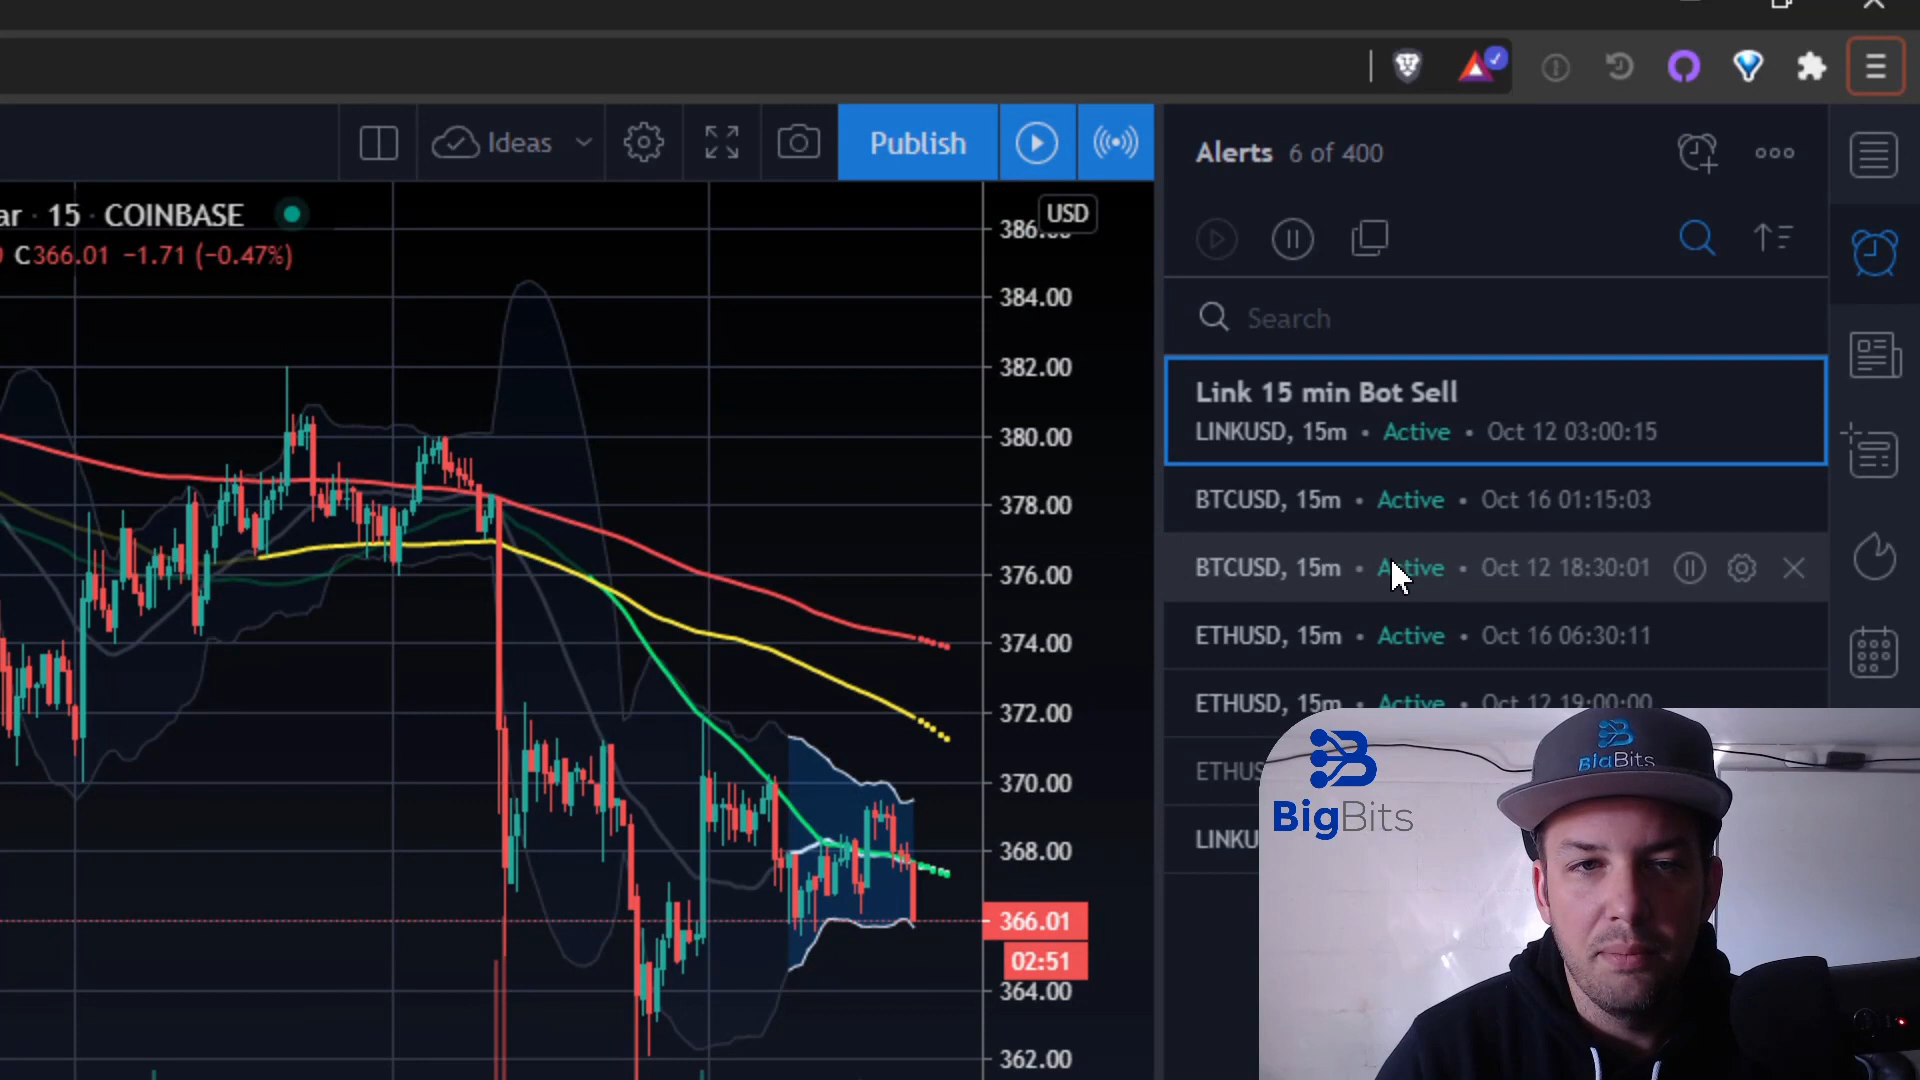 Ideas
Publish
Alerts 6 of 400
ar · 15 · COINBASE
C366.01 −1.71 (−0.47%)
USD
384.00
382.00
380.00
378.00
376.00
374.00
372.00
370.00
368.00
366.01
02:51
364.00
362.00
Search
Link 15 min Bot Sell
LINKUSD, 15m • Active • Oct 12 03:00:15
BTCUSD, 15m • Active • Oct 16 01:15:03
BTCUSD, 15m • Active • Oct 12 18:30:01
ETHUSD, 15m • Active • Oct 16 06:30:11
ETHUSD, 15m • Active • Oct 12 19:00:00
ETHUS
LINKU
BigBits
BigBits